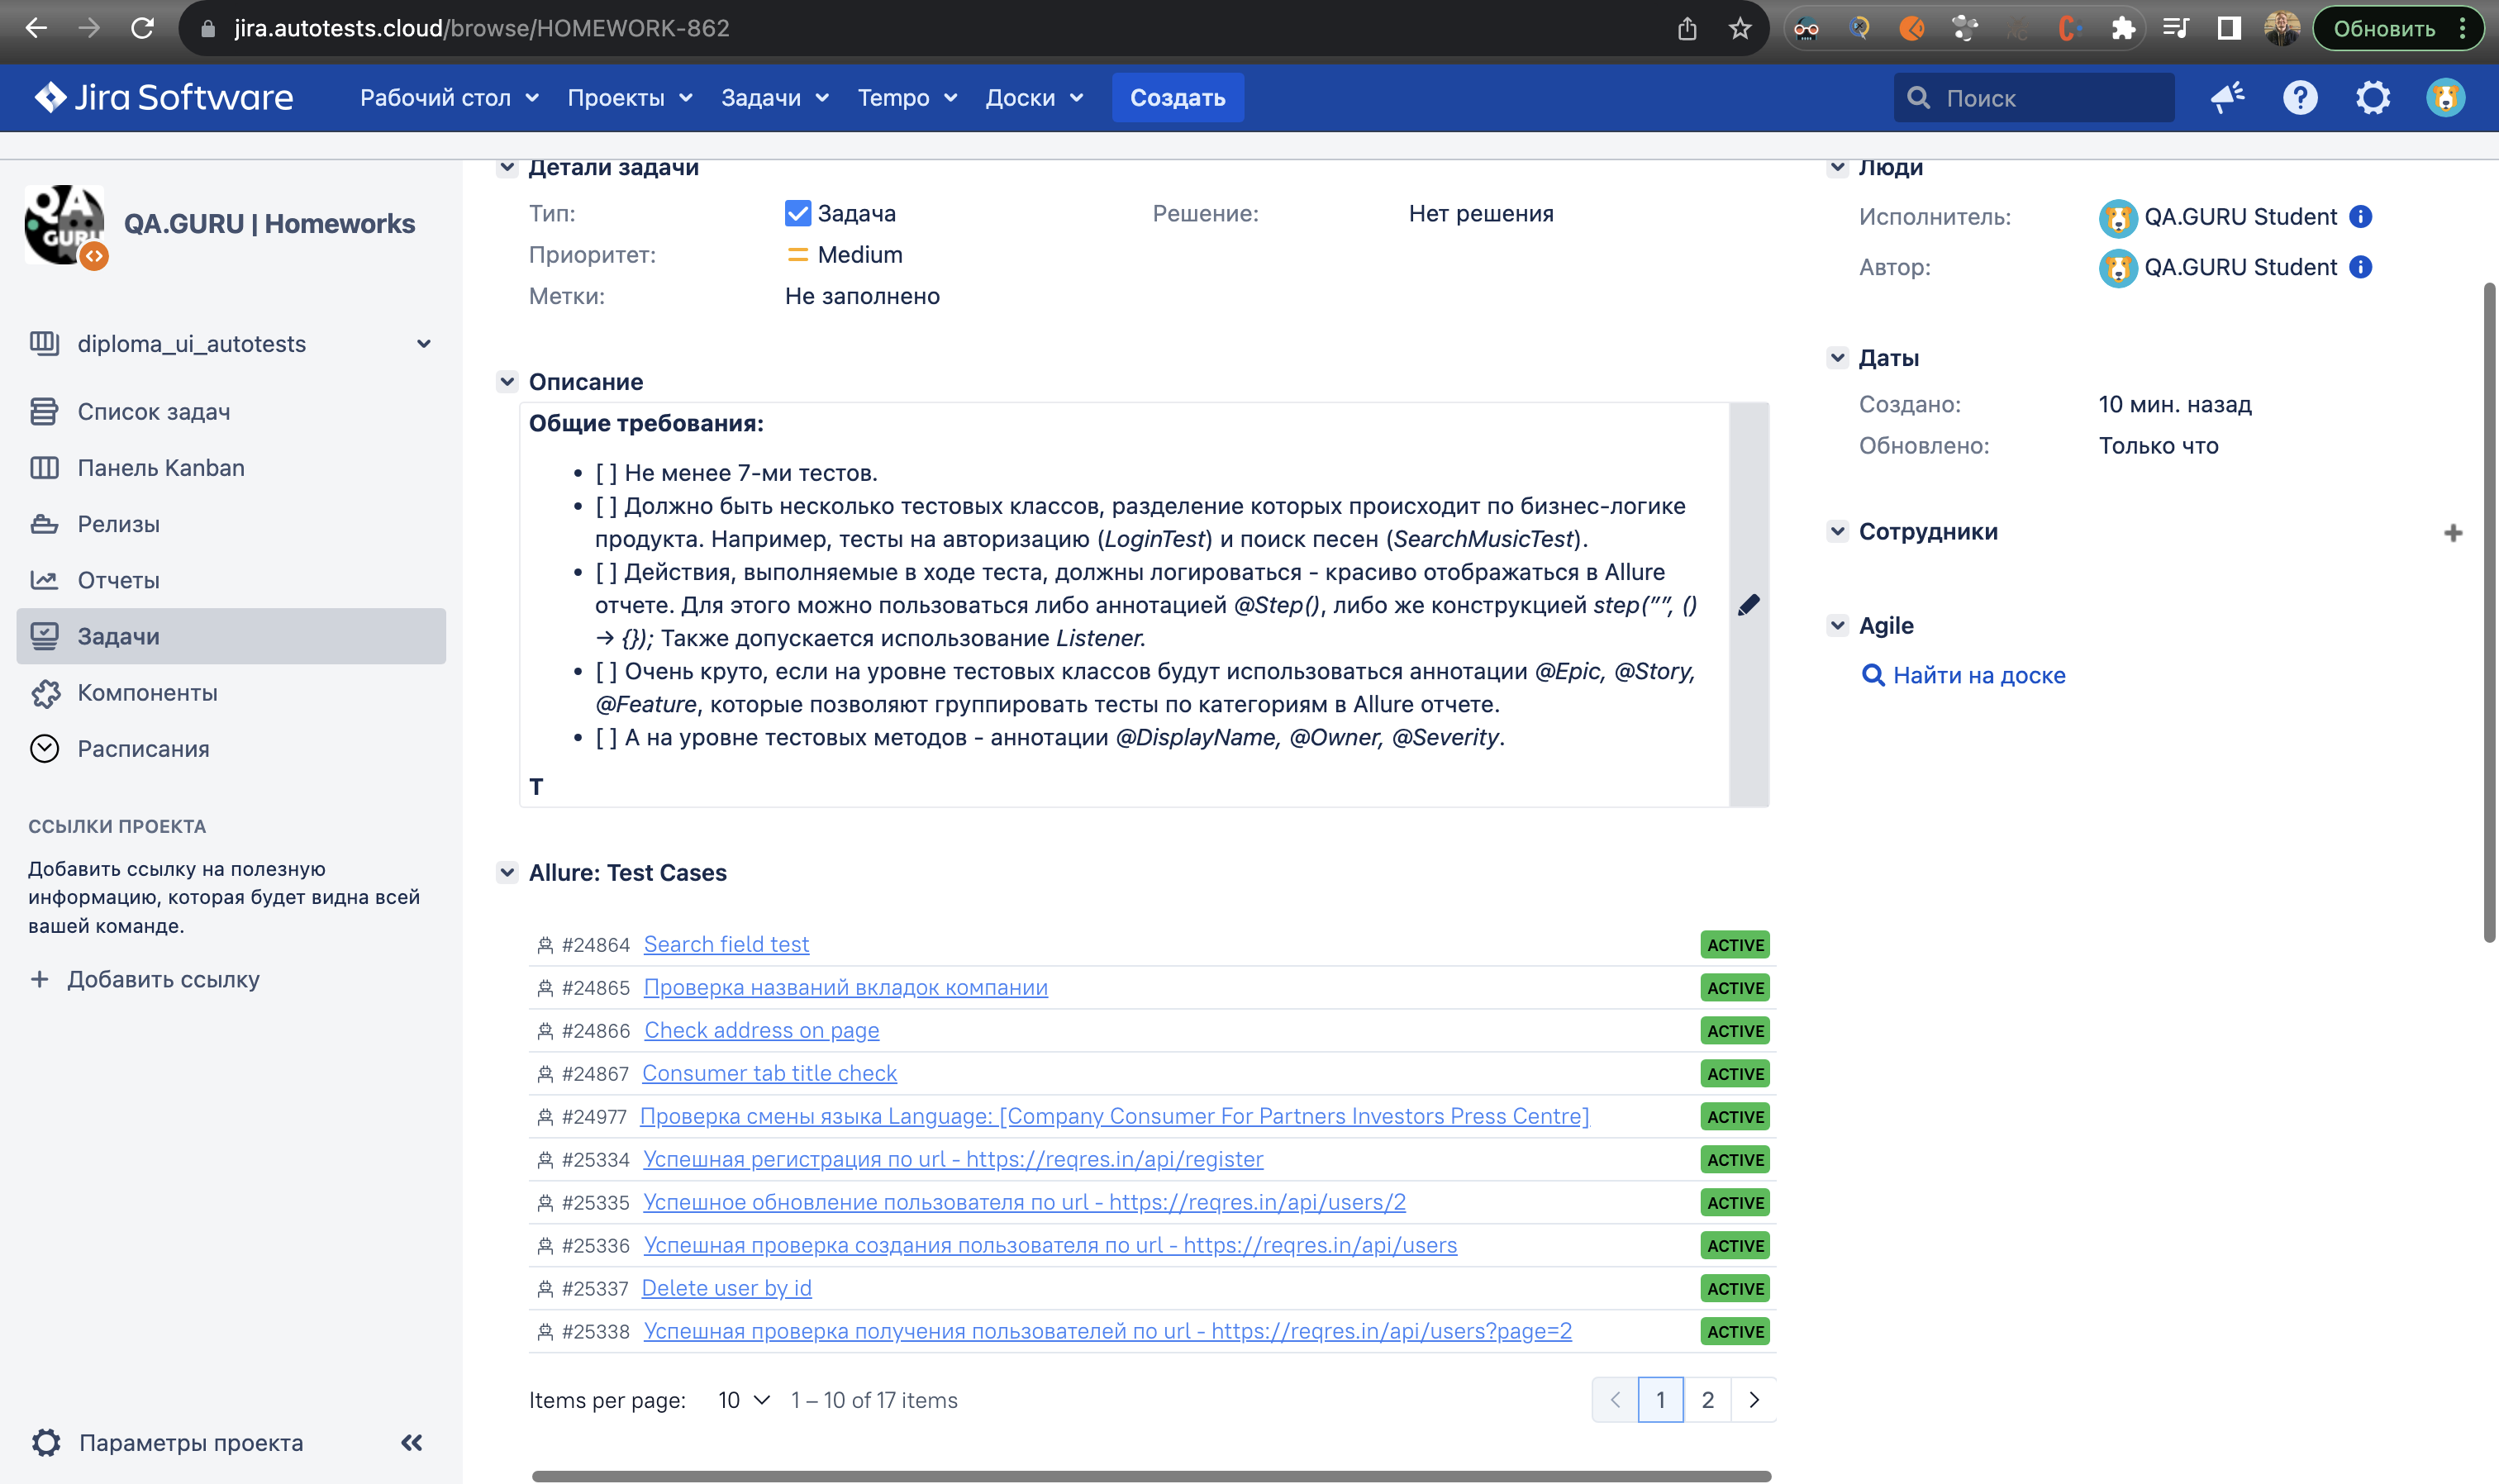 jira.autotests.cloud/browse/HOMEWORK-862
Обновить
Jira Software
Рабочий стол
Проекты
Задачи
Tempo
Доски
Создать
Поиск
QA GURU
QA.GURU | Homeworks
diploma_ui_autotests
Список задач
Панель Kanban
Релизы
Отчеты
Задачи
Компоненты
Расписания
ССЫЛКИ ПРОЕКТА
Добавить ссылку на полезную
информацию, которая будет видна всей
вашей команде.
+ Добавить ссылку
Параметры проекта
Детали задачи
Тип: Задача
Решение: Нет решения
Приоритет: Medium
Метки: Не заполнено
Описание
Общие требования:
• [ ] Не менее 7-ми тестов.
• [ ] Должно быть несколько тестовых классов, разделение которых происходит по бизнес-логике
продукта. Например, тесты на авторизацию (LoginTest) и поиск песен (SearchMusicTest).
• [ ] Действия, выполняемые в ходе теста, должны логироваться - красиво отображаться в Allure
отчете. Для этого можно пользоваться либо аннотацией @Step(), либо же конструкцией step(””, ()
→ {}); Также допускается использование Listener.
• [ ] Очень круто, если на уровне тестовых классов будут использоваться аннотации @Epic, @Story,
@Feature, которые позволяют группировать тесты по категориям в Allure отчете.
• [ ] А на уровне тестовых методов - аннотации @DisplayName, @Owner, @Severity.
Т
Allure: Test Cases
#24864 Search field test ACTIVE
#24865 Проверка названий вкладок компании ACTIVE
#24866 Check address on page ACTIVE
#24867 Consumer tab title check ACTIVE
#24977 Проверка смены языка Language: [Company Consumer For Partners Investors Press Centre] ACTIVE
#25334 Успешная регистрация по url - https://reqres.in/api/register ACTIVE
#25335 Успешное обновление пользователя по url - https://reqres.in/api/users/2 ACTIVE
#25336 Успешная проверка создания пользователя по url - https://reqres.in/api/users ACTIVE
#25337 Delete user by id ACTIVE
#25338 Успешная проверка получения пользователей по url - https://reqres.in/api/users?page=2 ACTIVE
Items per page: 10 1 – 10 of 17 items
1 2
Люди
Исполнитель: QA.GURU Student
Автор: QA.GURU Student
Даты
Создано: 10 мин. назад
Обновлено: Только что
Сотрудники
Agile
Найти на доске